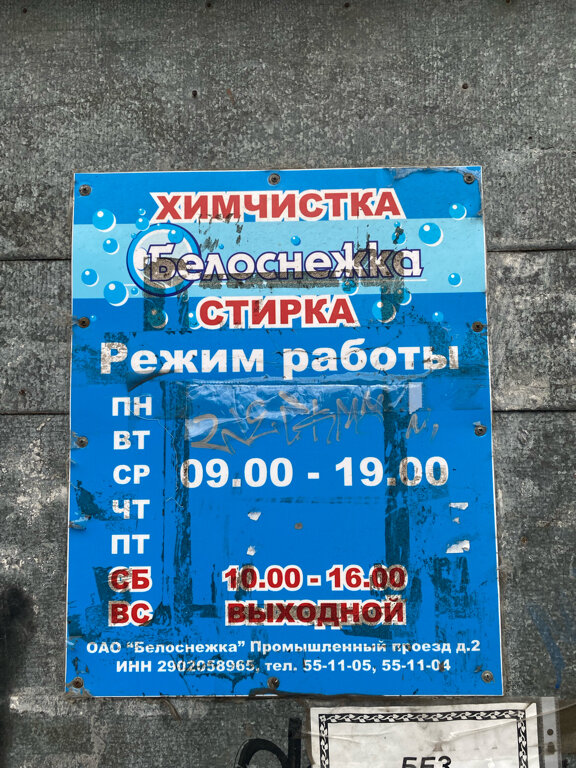 ХИМЧИСТКА
Белоснежка
СТИРКА
Режим работы
ПН
ВТ
СР 09.00 - 19.00
ЧТ
ПТ
СБ 10.00 - 16.00
ВС ВЫХОДНОЙ
ОАО "Белоснежка" Промышленный проезд д.2
ИНН 2902058965, тел. 55-11-05, 55-11-04
БЕЗ